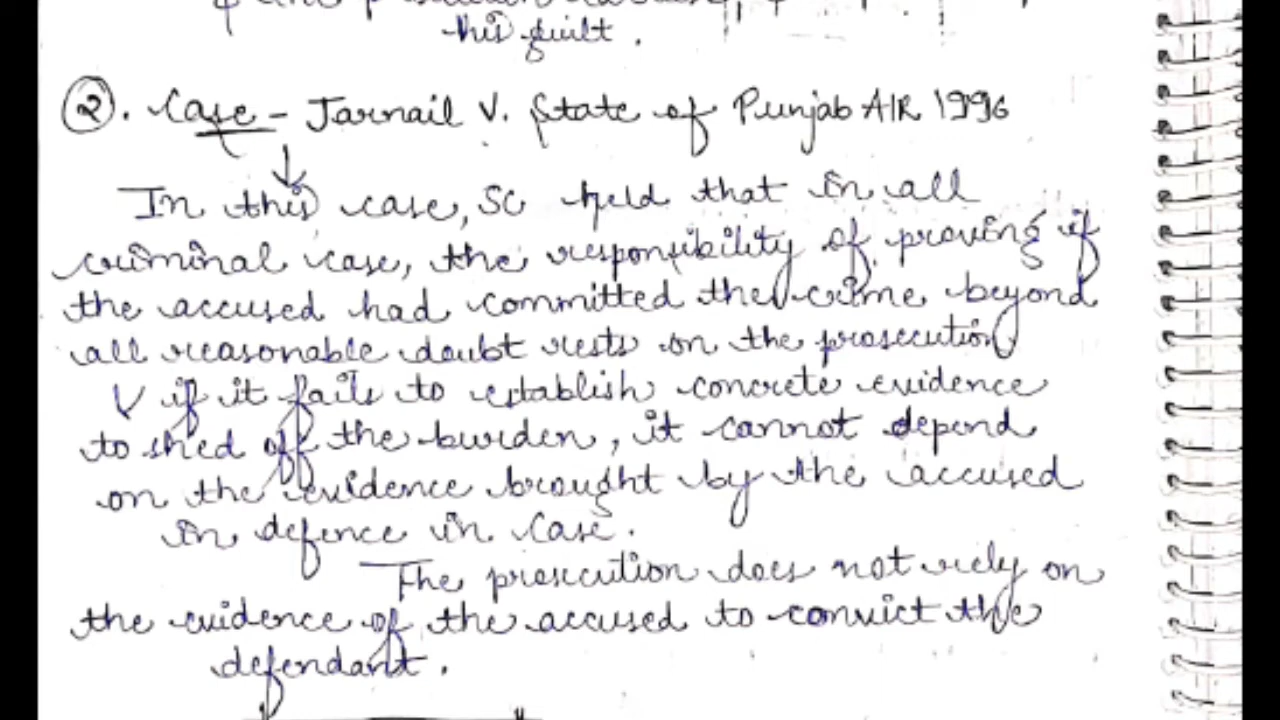 his guilt.
②. Case - Jarnail V. State of Punjab AIR 1996
In this case, SC held that in all
criminal case, the responsibility of proving if
the accused had committed the crime beyond
all reasonable doubt rests on the prosecution
if it fails to establish concrete evidence
to shed off the burden, it cannot depend
on the evidence brought by the accused
in defence in case.
The prosecution does not rely on
the evidence of the accused to convict the
defendant.